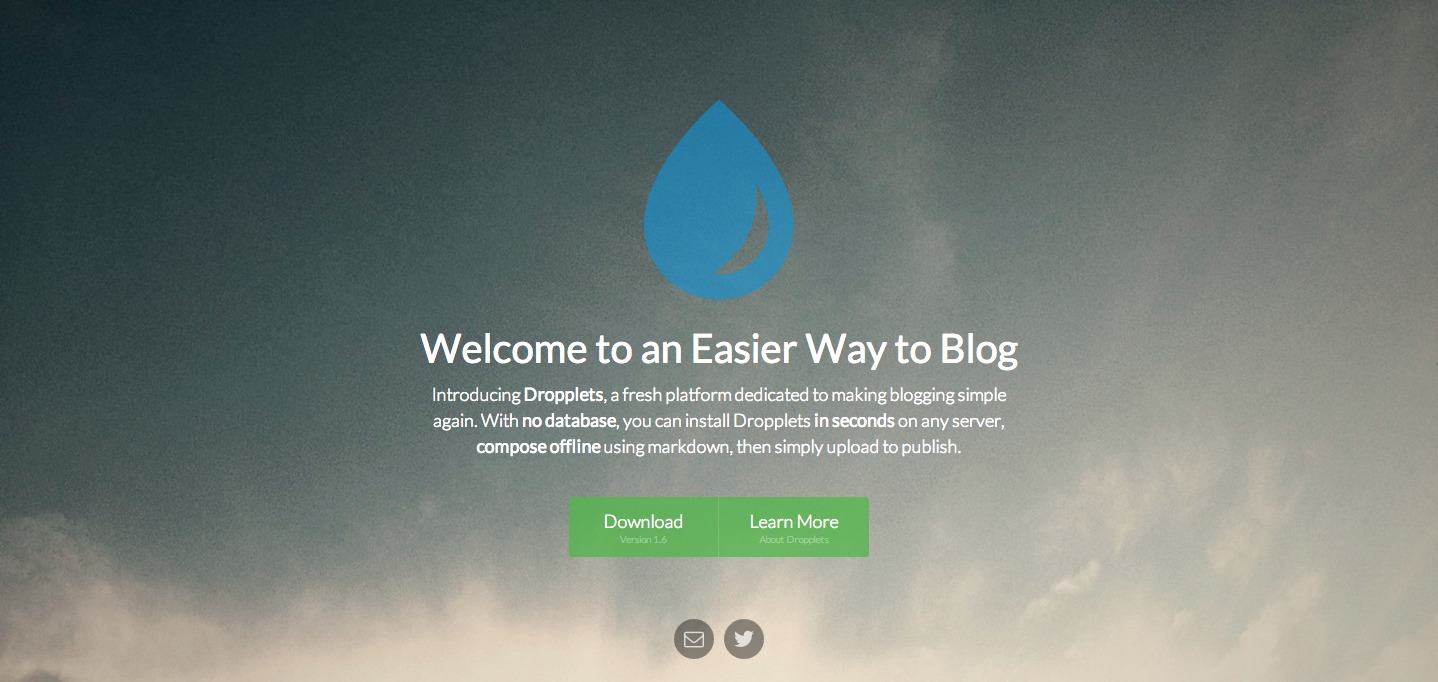 Welcome to an Easier Way to Blog
Introducing Dropplets, a fresh platform dedicated to making blogging simple
again. With no database, you can install Dropplets in seconds on any server,
compose offline using markdown, then simply upload to publish.
Download
Version 1.6
Learn More
About Dropplets